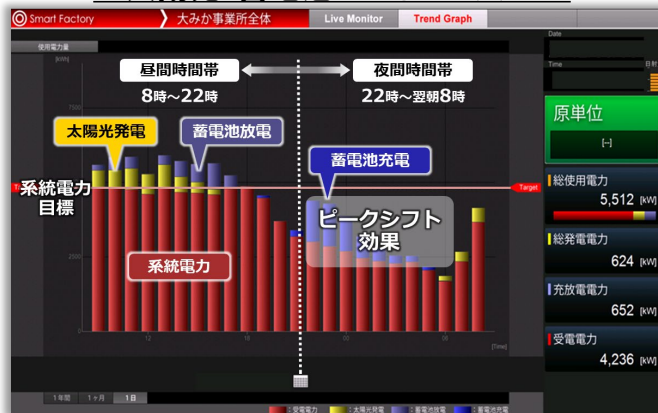 Smart Factory
大みか事業所全体
Live Monitor
Trend Graph
Date
使用電力量
[kW]
昼間時間帯
夜間時間帯
Time
8時～22時
22時～翌朝8時
7500
原単位
[-]
太陽光発電
蓄電池放電
蓄電池充電
総使用電力
5,512 [kW]
系統電力
目標
Target
ピークシフト
効果
総発電電力
624 [kW]
系統電力
2500
充放電電力
652 [kW]
受電電力
4,236 [kW]
0
12
18
00
06
[Time]
1年間
1ヶ月
1日
：受電電力
：太陽光発電
：蓄電池放電
：蓄電池充電